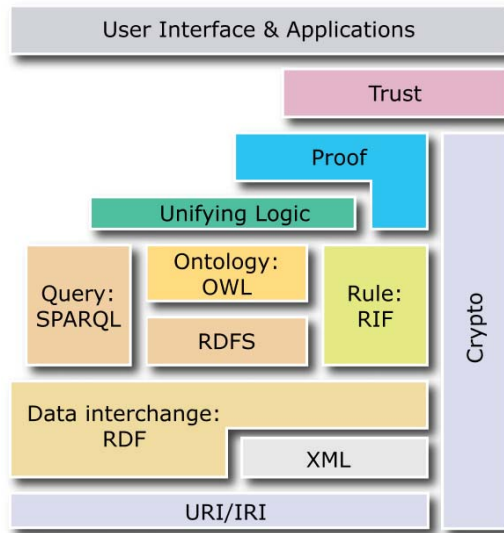 User Interface & Applications
Trust
Proof
Unifying Logic
Query:
SPARQL
Ontology:
OWL
RDFS
Rule:
RIF
Crypto
Data interchange:
RDF
XML
URI/IRI